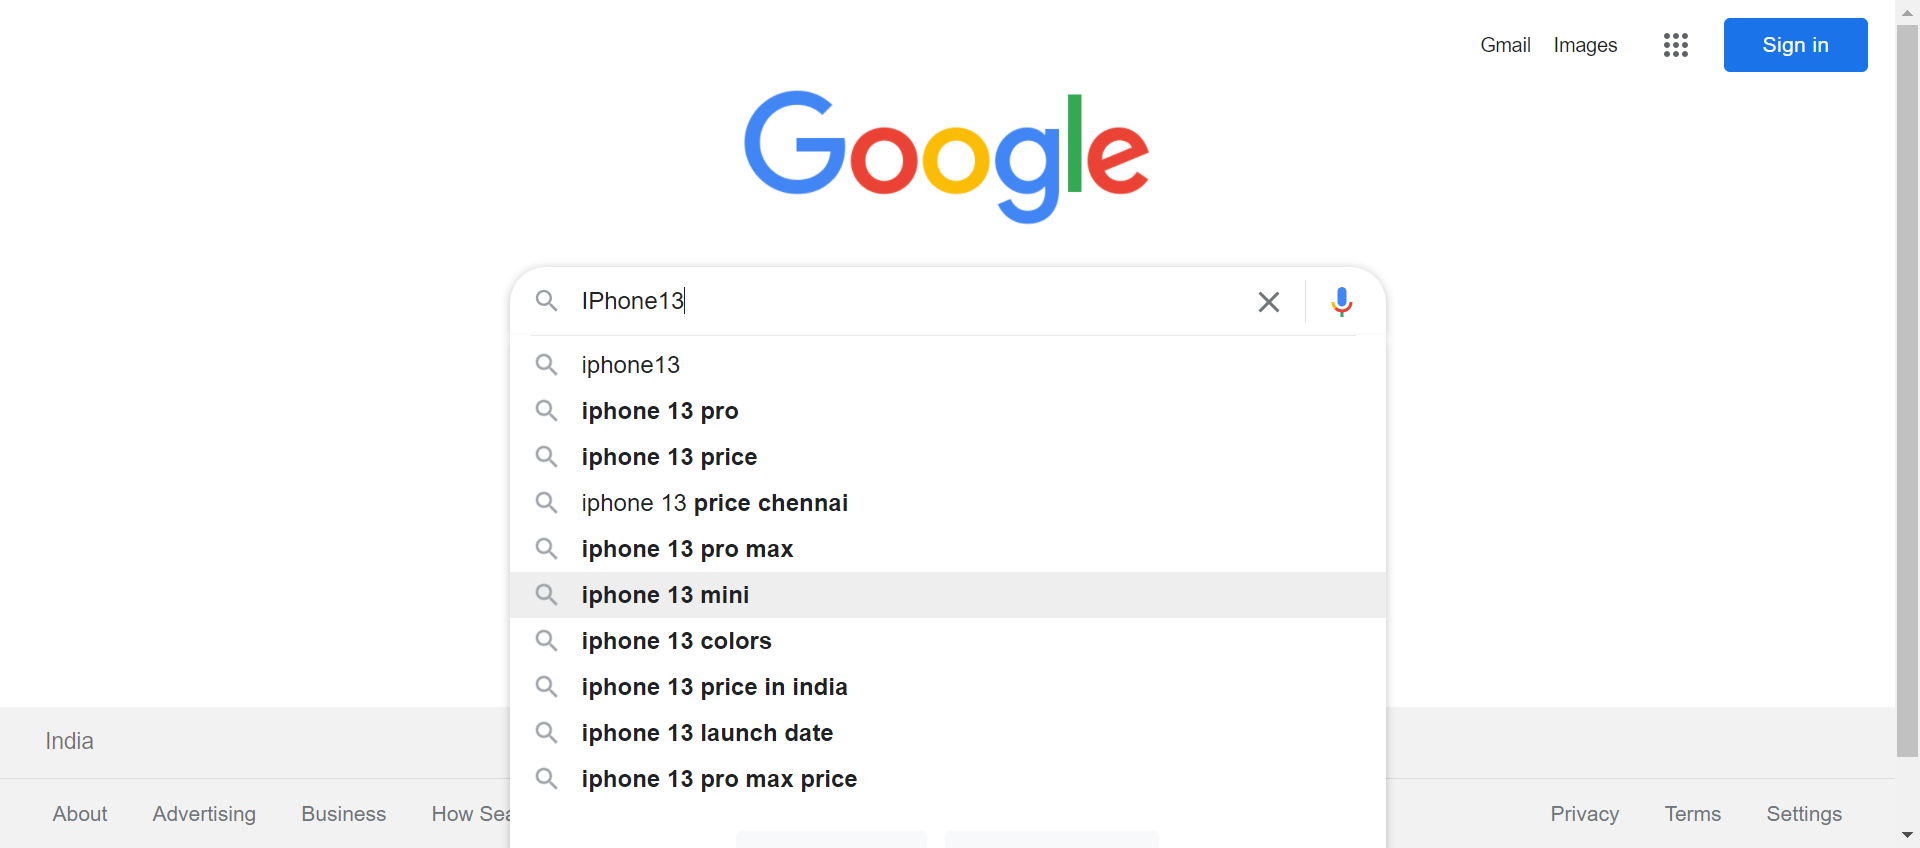 Gmail Images Sign in
Google
IPhone13
iphone13
iphone 13 pro
iphone 13 price
iphone 13 price chennai
iphone 13 pro max
iphone 13 mini
iphone 13 colors
iphone 13 price in india
iphone 13 launch date
iphone 13 pro max price
India
About Advertising Business How Sea Privacy Terms Settings